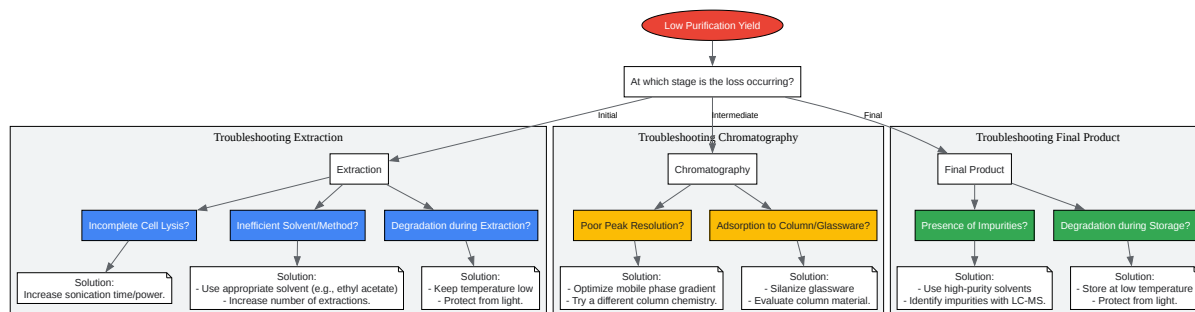 Low Purification Yield
At which stage is the loss occurring?
Initial
Intermediate
Final
Troubleshooting Extraction
Troubleshooting Chromatography
Troubleshooting Final Product
Extraction
Chromatography
Final Product
Incomplete Cell Lysis?
Inefficient Solvent/Method?
Degradation during Extraction?
Poor Peak Resolution?
Adsorption to Column/Glassware?
Presence of Impurities?
Degradation during Storage?
Solution:
Increase sonication time/power.
Solution:
- Use appropriate solvent (e.g., ethyl acetate)
- Increase number of extractions.
Solution:
- Keep temperature low
- Protect from light.
Solution:
- Optimize mobile phase gradient
- Try a different column chemistry.
Solution:
- Silanize glassware
- Evaluate column material.
Solution:
- Use high-purity solvents
- Identify impurities with LC-MS.
Solution:
- Store at low temperature
- Protect from light.